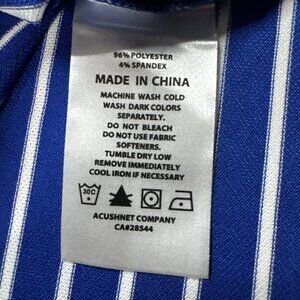 96% POLYESTER
4% SPANDEX
MADE IN CHINA
MACHINE WASH COLD
WASH DARK COLORS
SEPARATELY.
DO NOT BLEACH
DO NOT USE FABRIC
SOFTENERS.
TUMBLE DRY LOW
REMOVE IMMEDIATELY
COOL IRON IF NECESSARY
30C
ACUSHNET COMPANY
CA#28544